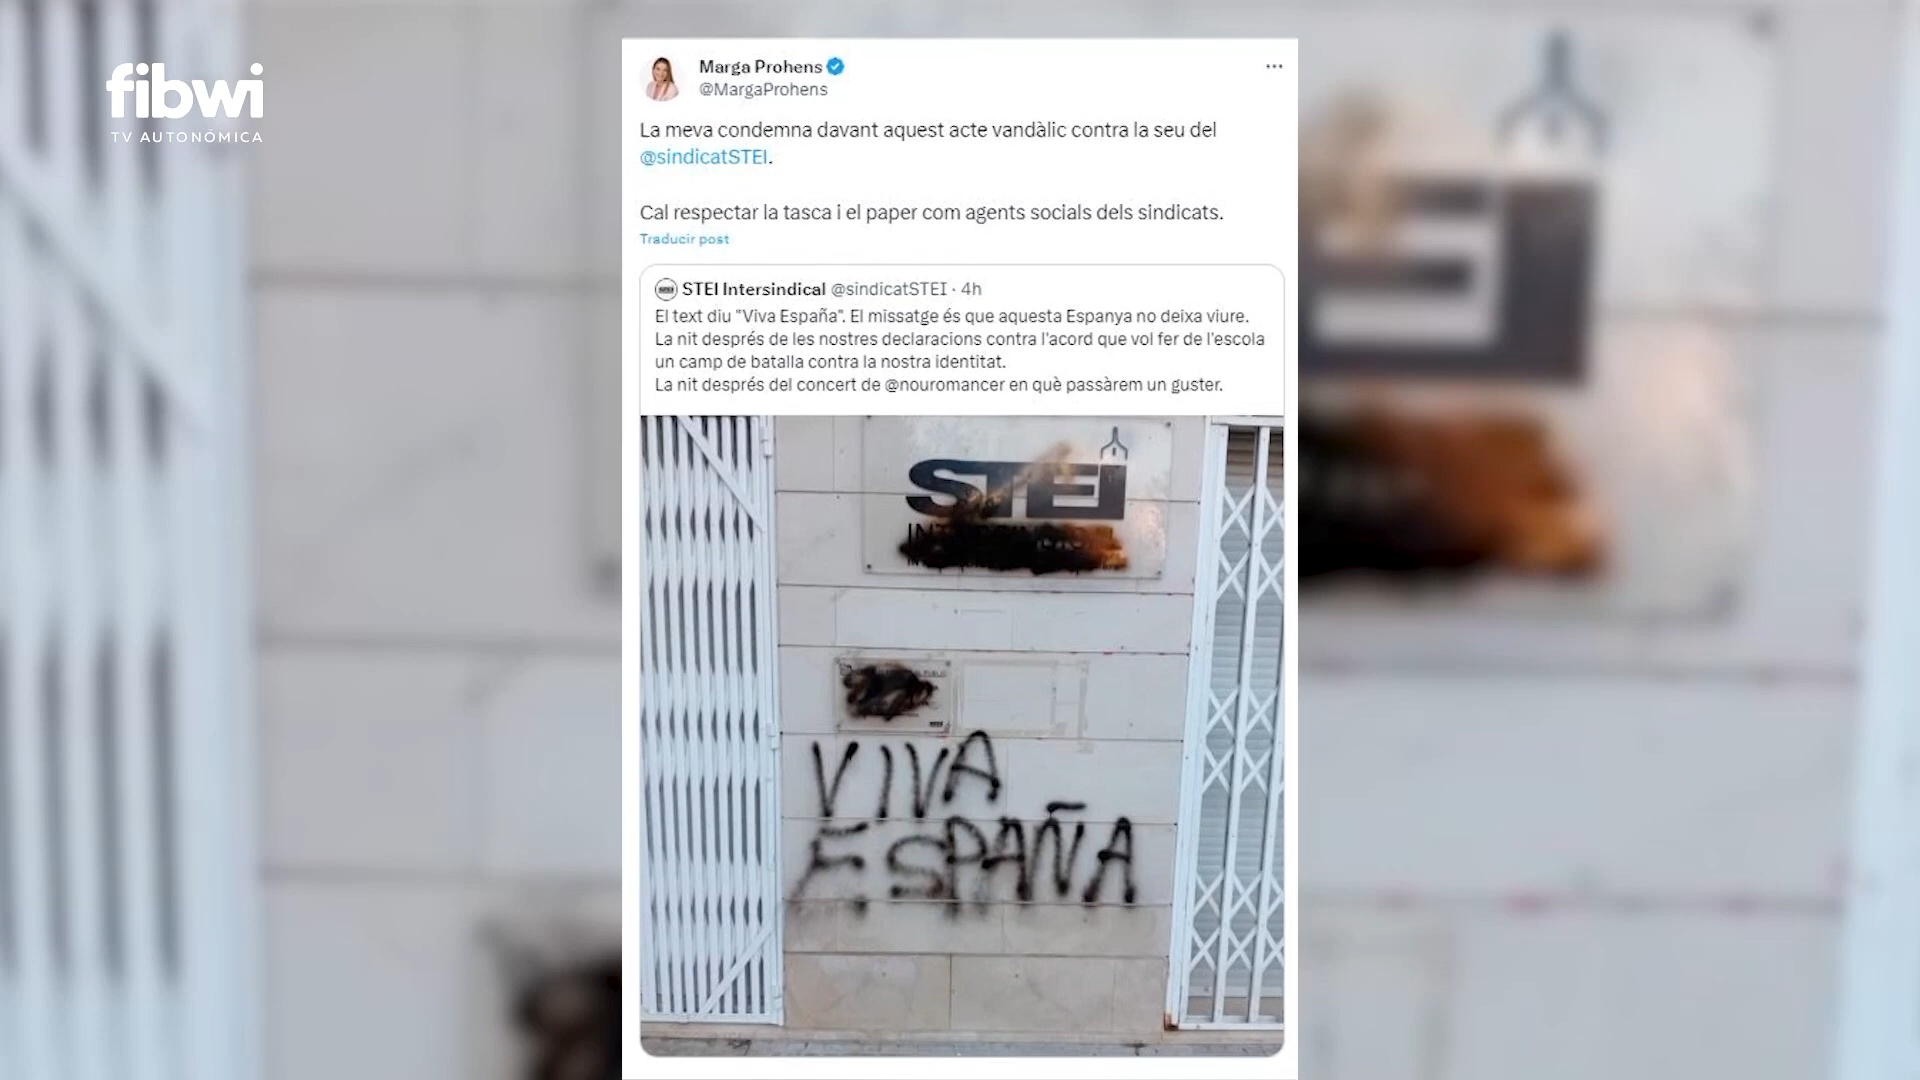 fibwi
TV AUTONÓMICA
Marga Prohens
@MargaProhens
La meva condemna davant aquest acte vandàlic contra la seu del
@sindicatSTEI.
Cal respectar la tasca i el paper com agents socials dels sindicats.
Traducir post
STEI Intersindical @sindicatSTEI · 4h
El text diu "Viva España". El missatge és que aquesta Espanya no deixa viure.
La nit després de les nostres declaracions contra l'acord que vol fer de l'escola
un camp de batalla contra la nostra identitat.
La nit després del concert de @nouromancer en què passàrem un guster.
STEI
VIVA
ESPAÑA